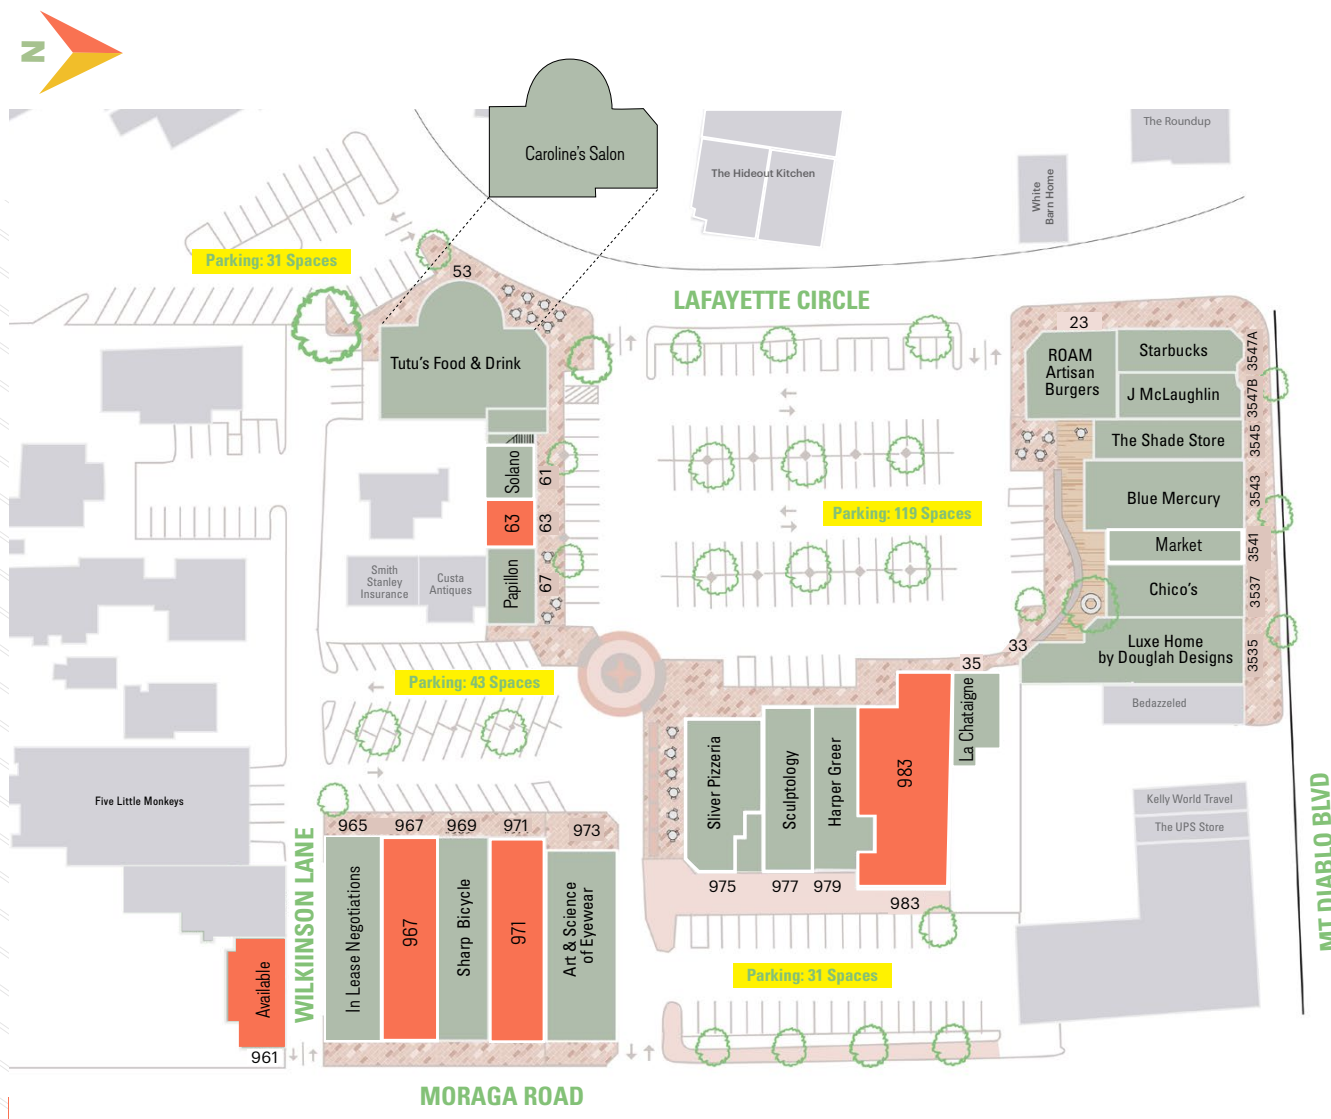 N
Caroline's Salon
The Hideout Kitchen
The Roundup
White
Barn Home
Parking: 31 Spaces
53
LAFAYETTE CIRCLE
Tutu's Food & Drink
23
ROAM
Artisan
Burgers
Starbucks
3547A
J McLaughlin
3547B
The Shade Store
3545
Solano
61
63
63
Papillon
67
Blue Mercury
3543
Parking: 119 Spaces
Market
3541
Chico's
3537
Smith
Stanley
Insurance
Custa
Antiques
33
Luxe Home
by Douglah Designs
3535
35
La Chataigne
Bedazzeled
Parking: 43 Spaces
Sliver Pizzeria
Sculptology
Harper Greer
983
Five Little Monkeys
Kelly World Travel
The UPS Store
MT DIABLO BLVD
WILKIINSON LANE
965
967
969
971
973
975
977
979
983
In Lease Negotiations
967
Sharp Bicycle
971
Art & Science
of Eyewear
Available
961
Parking: 31 Spaces
MORAGA ROAD